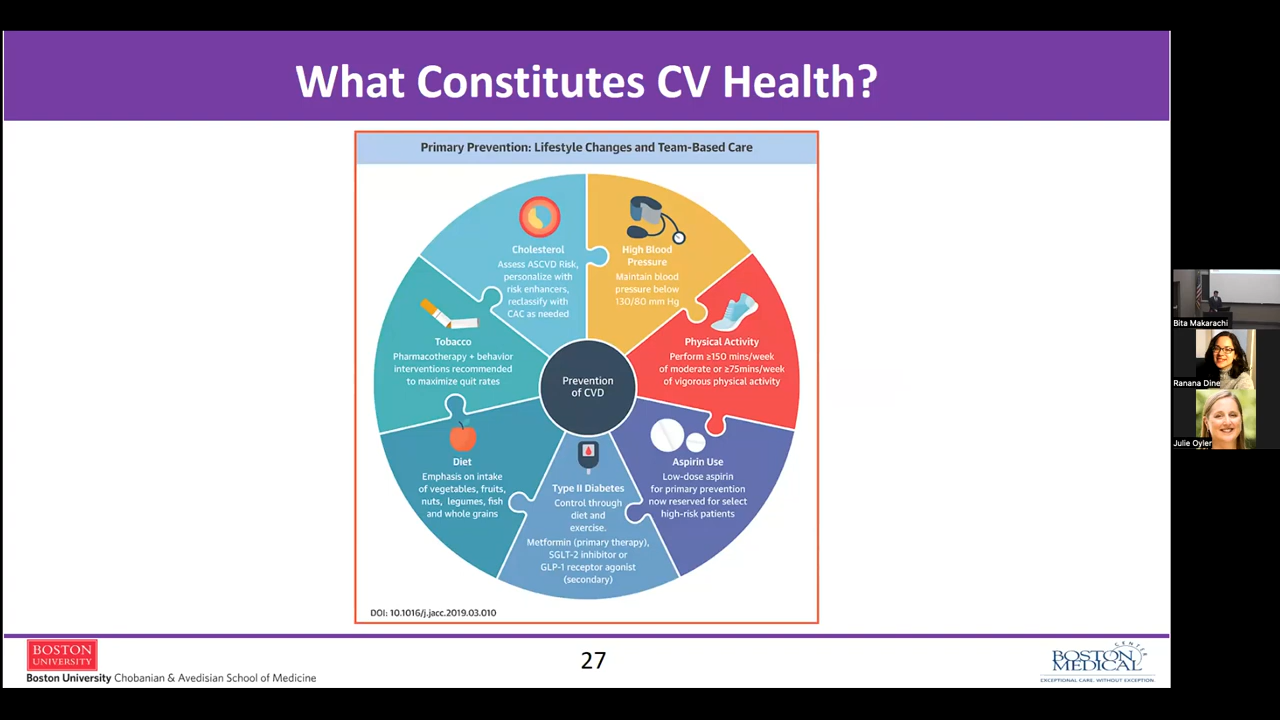 What Constitutes CV Health?
Primary Prevention: Lifestyle Changes and Team-Based Care
Cholesterol
Assess ASCVD Risk,
personalize with
risk enhancers,
reclassify with
CAC as needed
High Blood
Pressure
Maintain blood
pressure below
130/80 mm Hg
Physical Activity
Perform ≥150 mins/week
of moderate or ≥75mins/week
of vigorous physical activity
Aspirin Use
Low-dose aspirin
for primary prevention
now reserved for select
high-risk patients
Type II Diabetes
Control through
diet and
exercise.
Metformin (primary therapy),
SGLT-2 inhibitor or
GLP-1 receptor agonist
(secondary)
Diet
Emphasis on intake
of vegetables, fruits,
nuts, legumes, fish
and whole grains
Tobacco
Pharmacotherapy + behavior
interventions recommended
to maximize quit rates
Prevention
of CVD
DOI: 10.1016/j.jacc.2019.03.010
BOSTON
UNIVERSITY
Boston University Chobanian & Avedisian School of Medicine
27
BOSTON
MEDICAL
CENTER
EXCEPTIONAL CARE. WITHOUT EXCEPTION.
Bita Makarachi
Ranana Dine
Julie Oyler